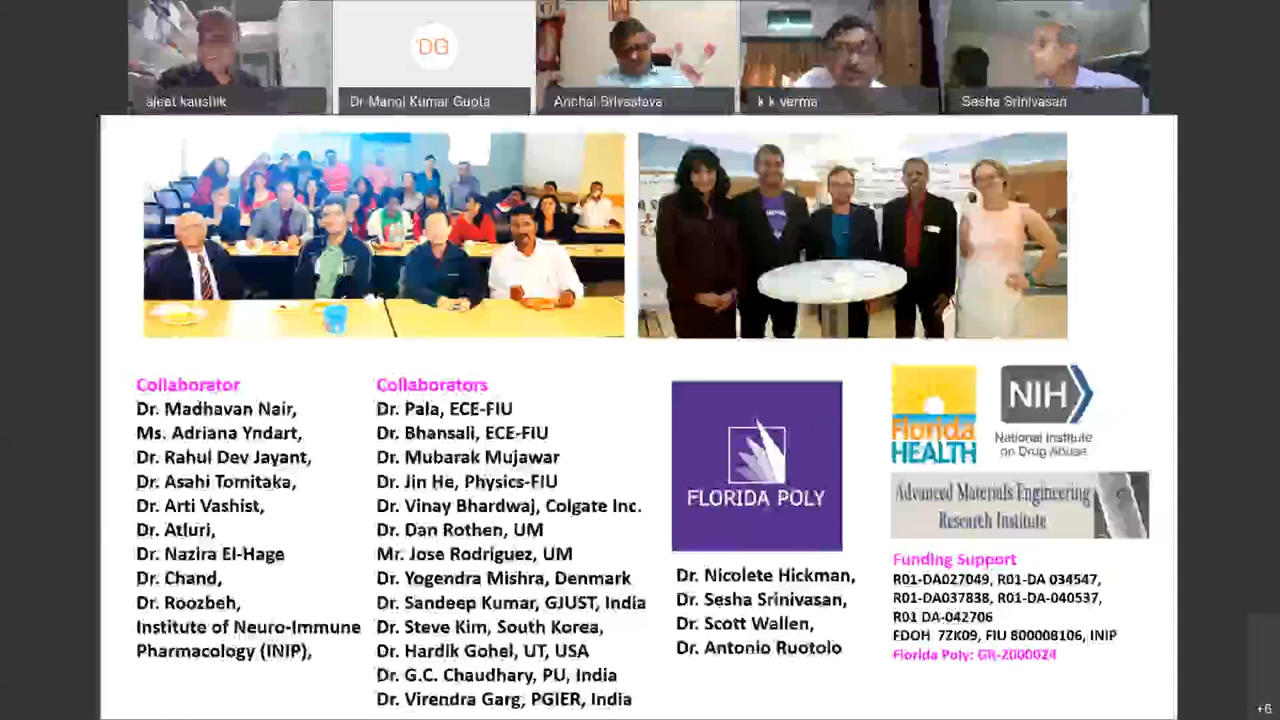 DG
ajeet kaushik
Dr Manoj Kumar Gupta
Anchal Srivastava
k k verma
Sesha Srinivasan
Collaborator
Dr. Madhavan Nair,
Ms. Adriana Yndart,
Dr. Rahul Dev Jayant,
Dr. Asahi Tomitaka,
Dr. Arti Vashist,
Dr. Atluri,
Dr. Nazira El-Hage
Dr. Chand,
Dr. Roozbeh,
Institute of Neuro-Immune
Pharmacology (INIP),
Collaborators
Dr. Pala, ECE-FIU
Dr. Bhansali, ECE-FIU
Dr. Mubarak Mujawar
Dr. Jin He, Physics-FIU
Dr. Vinay Bhardwaj, Colgate Inc.
Dr. Dan Rothen, UM
Mr. Jose Rodriguez, UM
Dr. Yogendra Mishra, Denmark
Dr. Sandeep Kumar, GJUST, India
Dr. Steve Kim, South Korea,
Dr. Hardik Gohel, UT, USA
Dr. G.C. Chaudhary, PU, India
Dr. Virendra Garg, PGIER, India
FLORIDA POLY
Dr. Nicolete Hickman,
Dr. Sesha Srinivasan,
Dr. Scott Wallen,
Dr. Antonio Ruotolo
Florida
HEALTH
NIH
National Institute
on Drug Abuse
Advanced Materials Engineering
Research Institute
Funding Support
R01-DA027049, R01-DA 034547,
R01-DA037838, R01-DA-040537,
R01 DA-042706
FDOH 7ZK09, FIU 800008106, INIP
Florida Poly: GR-2000024
+6